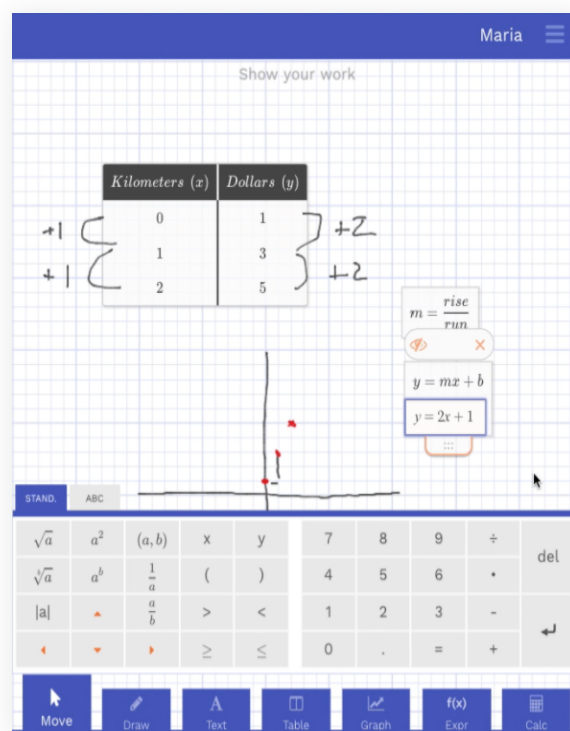 Maria
Show your work
Kilometers (x) Dollars (y)
0 1
1 3
2 5
+1 +2
+1 +2
m = rise/run
y = mx + b
y = 2x + 1
STAND. ABC
√a a² (a, b) x y 7 8 9 ÷ del
ⁿ√a aᵇ 1/a ( ) 4 5 6 •
|a| a/b > < 1 2 3 - ↵
≥ ≤ 0 . = +
f(x)
Move Draw Text Table Graph Expr Calc